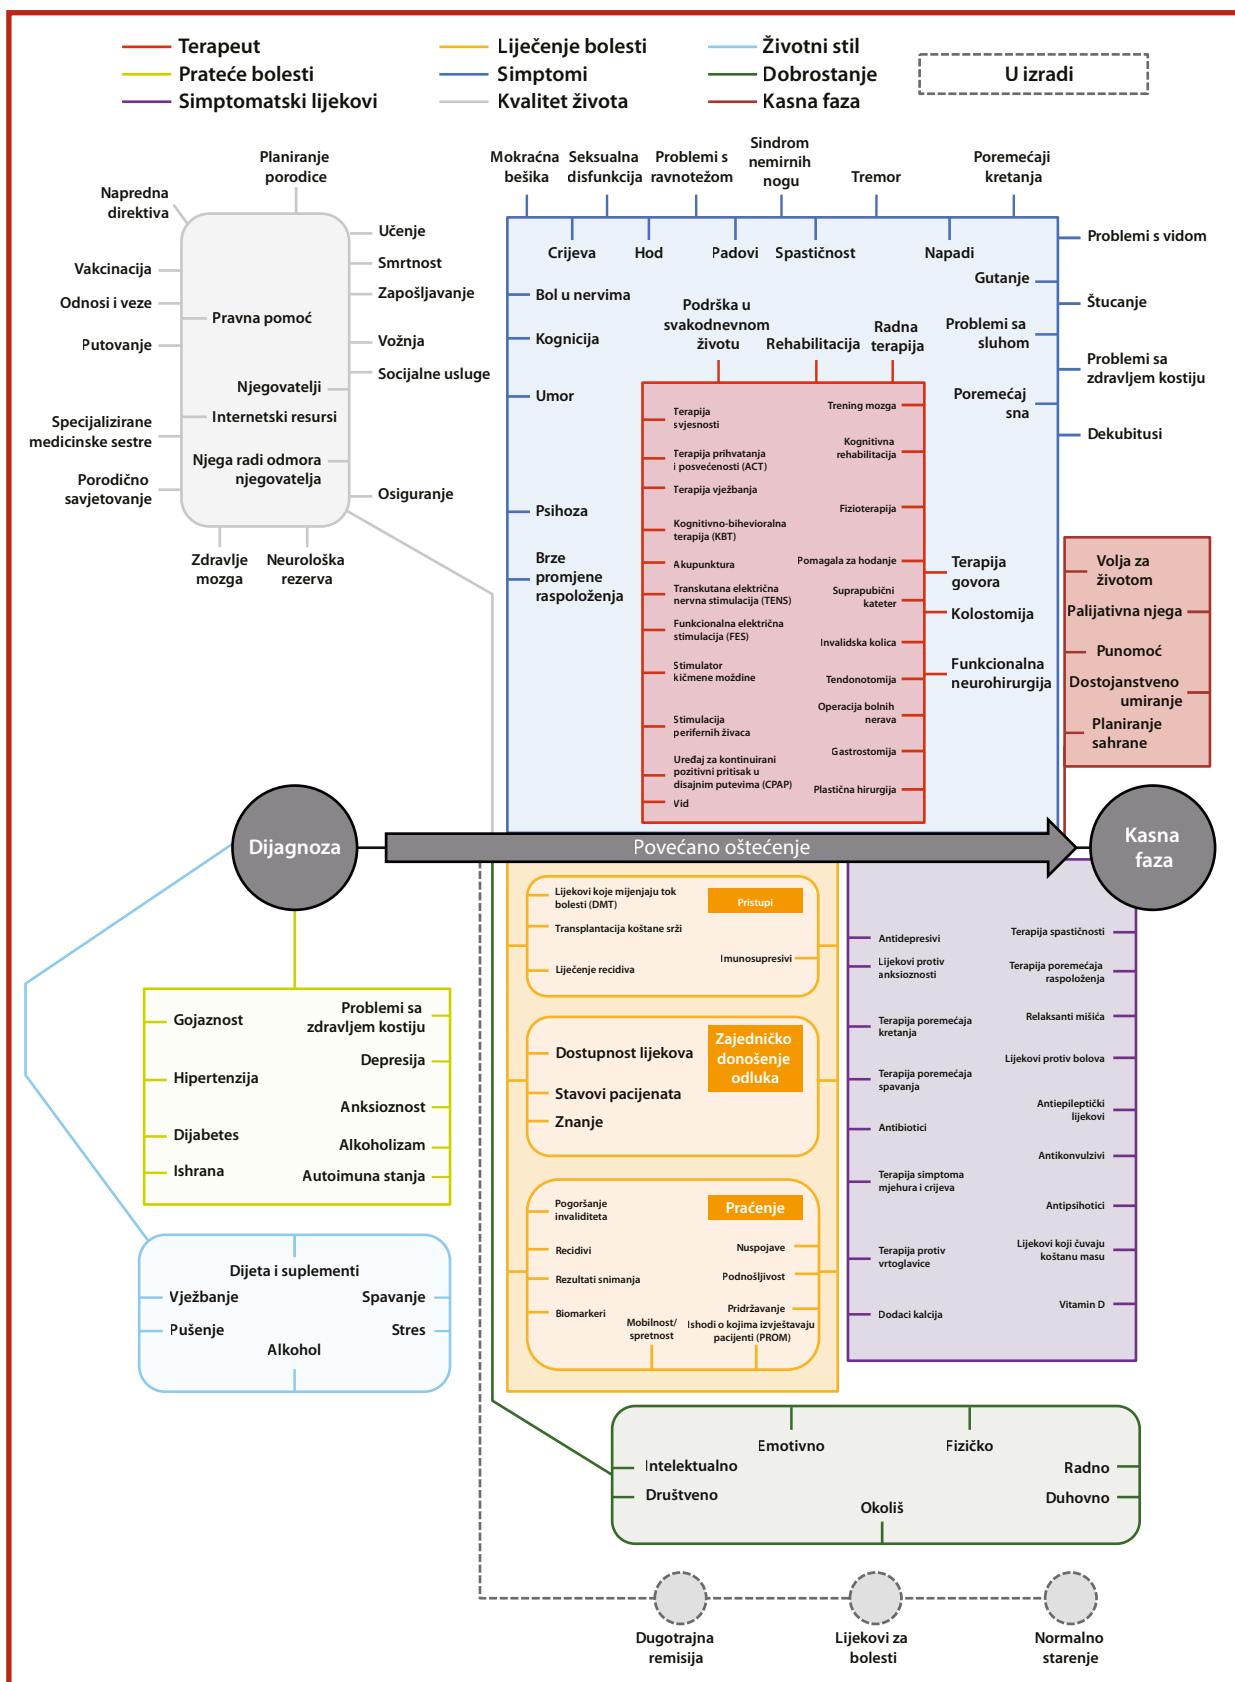 Terapeut
Prateće bolesti
Simptomatski lijekovi
Liječenje bolesti
Simptomi
Kvalitet života
Životni stil
Dobrostanje
Kasna faza
U izradi
Planiranje
porodice
Napredna
direktiva
Vakcinacija
Odnosi i veze
Putovanje
Specijalizirane
medicinske sestre
Porodično
savjetovanje
Učenje
Smrtnost
Zapošljavanje
Vožnja
Socijalne usluge
Osiguranje
Pravna pomoć
Njegovatelji
Internetski resursi
Njega radi odmora
njegovatelja
Zdravlje
mozga
Neurološka
rezerva
Mokraćna
bešika
Seksualna
disfunkcija
Problemi s
ravnotežom
Sindrom
nemirnih
nogu
Tremor
Poremećaji
kretanja
Crijeva
Hod
Padovi
Spastičnost
Napadi
Problemi s vidom
Gutanje
Štucanje
Problemi sa
sluhom
Problemi sa
zdravljem kostiju
Poremećaj
sna
Dekubitusi
Bol u nervima
Kognicija
Umor
Psihoza
Brze
promjene
raspoloženja
Podrška u
svakodnevnom
životu
Rehabilitacija
Radna
terapija
Terapija
svjesnosti
Terapija prihvatanja
i posvećenosti (ACT)
Terapija vježbanja
Kognitivno-bihevioralna
terapija (KBT)
Akupunktura
Transkutana električna
nervna stimulacija (TENS)
Funkcionalna električna
stimulacija (FES)
Stimulator
kičmene moždine
Stimulacija
perifernih živaca
Uređaj za kontinuirani
pozitivni pritisak u
disajnim putevima (CPAP)
Vid
Trening mozga
Kognitivna
rehabilitacija
Fizioterapija
Pomagala za hodanje
Suprapubični
kateter
Invalidska kolica
Tendonotomija
Operacija bolnih
nerava
Gastrostomija
Plastična hirurgija
Terapija
govora
Kolostomija
Funkcionalna
neurohirurgija
Volja za
životom
Palijativna njega
Punomoć
Dostojanstveno
umiranje
Planiranje
sahrane
Dijagnoza
Povećano oštećenje
Kasna
faza
Gojaznost
Hipertenzija
Dijabetes
Ishrana
Problemi sa
zdravljem kostiju
Depresija
Anksioznost
Alkoholizam
Autoimuna stanja
Dijeta i suplementi
Vježbanje
Spavanje
Pušenje
Stres
Alkohol
Lijekovi koje mijenjaju tok
bolesti (DMT)
Transplantacija koštane srži
Liječenje recidiva
Pristupi
Imunosupresivi
Dostupnost lijekova
Stavovi pacijenata
Znanje
Zajedničko
donošenje
odluka
Pogoršanje
invaliditeta
Recidivi
Rezultati snimanja
Biomarkeri
Praćenje
Nuspojave
Podnošljivost
Pridržavanje
Mobilnost/
spretnost
Ishodi o kojima izvještavaju
pacijenti (PROM)
Antidepresivi
Lijekovi protiv
anksioznosti
Terapija poremećaja
kretanja
Terapija poremećaja
spavanja
Antibiotici
Terapija simptoma
mjehura i crijeva
Terapija protiv
vrtoglavice
Dodaci kalcija
Terapija spastičnosti
Terapija poremećaja
raspoloženja
Relaksanti mišića
Lijekovi protiv bolova
Antiepileptički
lijekovi
Antikonvulzivi
Antipsihotici
Lijekovi koji čuvaju
koštanu masu
Vitamin D
Emotivno
Fizičko
Intelektualno
Radno
Društveno
Duhovno
Okoliš
Dugotrajna
remisija
Lijekovi za
bolesti
Normalno
starenje